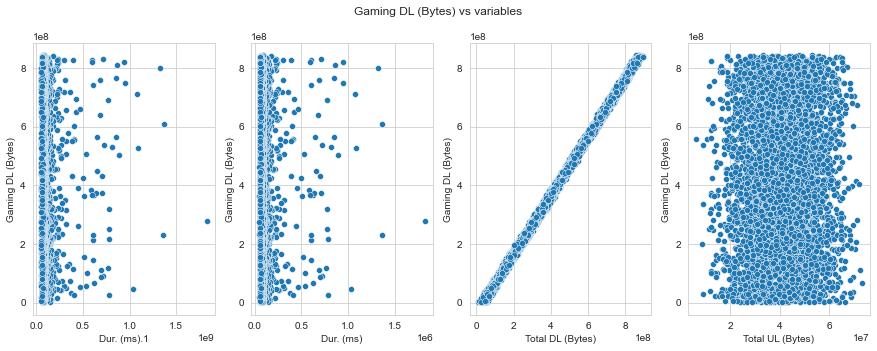 Gaming DL (Bytes) vs variables
1e8
8
6
4
2
0
Gaming DL (Bytes)
0.0 0.5 1.0 1.5
Dur. (ms).1
1e9
1e8
8
6
4
2
0
Gaming DL (Bytes)
0.0 0.5 1.0 1.5
Dur. (ms)
1e6
1e8
8
6
4
2
0
Gaming DL (Bytes)
0 2 4 6 8
Total DL (Bytes)
1e8
1e8
8
6
4
2
0
Gaming DL (Bytes)
2 4 6
Total UL (Bytes)
1e7